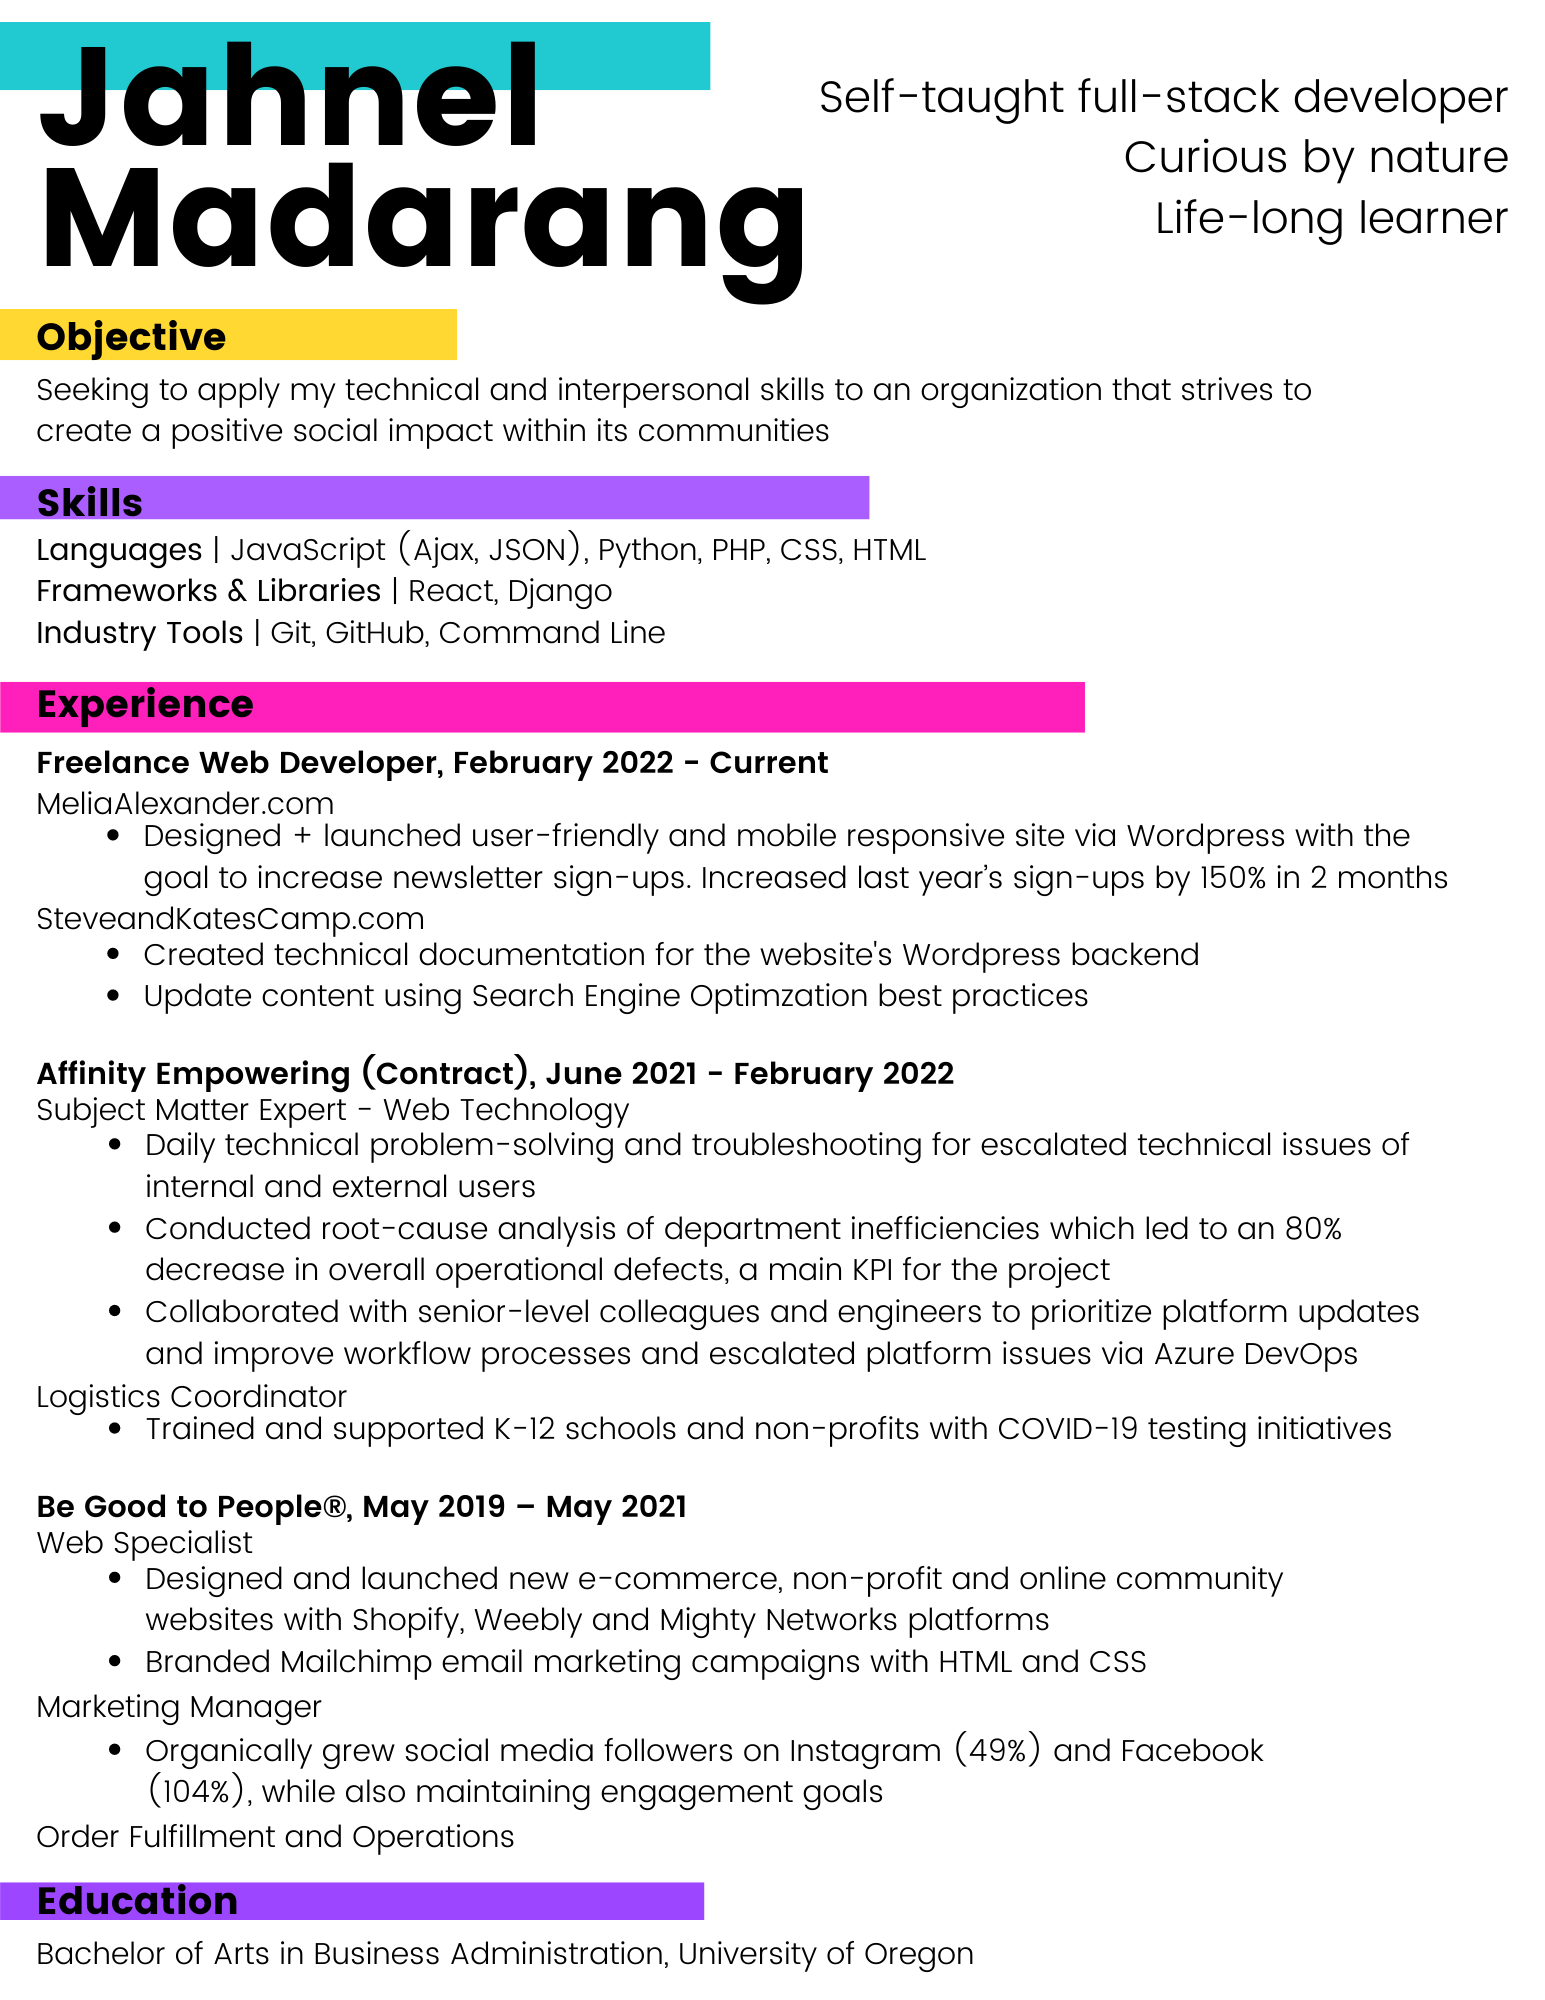 Jahnel
Madarang
Self-taught full-stack developer
Curious by nature
Life-long learner
Objective
Seeking to apply my technical and interpersonal skills to an organization that strives to
create a positive social impact within its communities
Skills
Languages | JavaScript (Ajax, JSON), Python, PHP, CSS, HTML
Frameworks & Libraries | React, Django
Industry Tools | Git, GitHub, Command Line
Experience
Freelance Web Developer, February 2022 - Current
MeliaAlexander.com
• Designed + launched user-friendly and mobile responsive site via Wordpress with the
goal to increase newsletter sign-ups. Increased last year’s sign-ups by 150% in 2 months
SteveandKatesCamp.com
• Created technical documentation for the website's Wordpress backend
• Update content using Search Engine Optimzation best practices
Affinity Empowering (Contract), June 2021 - February 2022
Subject Matter Expert - Web Technology
• Daily technical problem-solving and troubleshooting for escalated technical issues of
internal and external users
• Conducted root-cause analysis of department inefficiencies which led to an 80%
decrease in overall operational defects, a main KPI for the project
• Collaborated with senior-level colleagues and engineers to prioritize platform updates
and improve workflow processes and escalated platform issues via Azure DevOps
Logistics Coordinator
• Trained and supported K-12 schools and non-profits with COVID-19 testing initiatives
Be Good to People®, May 2019 – May 2021
Web Specialist
• Designed and launched new e-commerce, non-profit and online community
websites with Shopify, Weebly and Mighty Networks platforms
• Branded Mailchimp email marketing campaigns with HTML and CSS
Marketing Manager
• Organically grew social media followers on Instagram (49%) and Facebook
(104%), while also maintaining engagement goals
Order Fulfillment and Operations
Education
Bachelor of Arts in Business Administration, University of Oregon